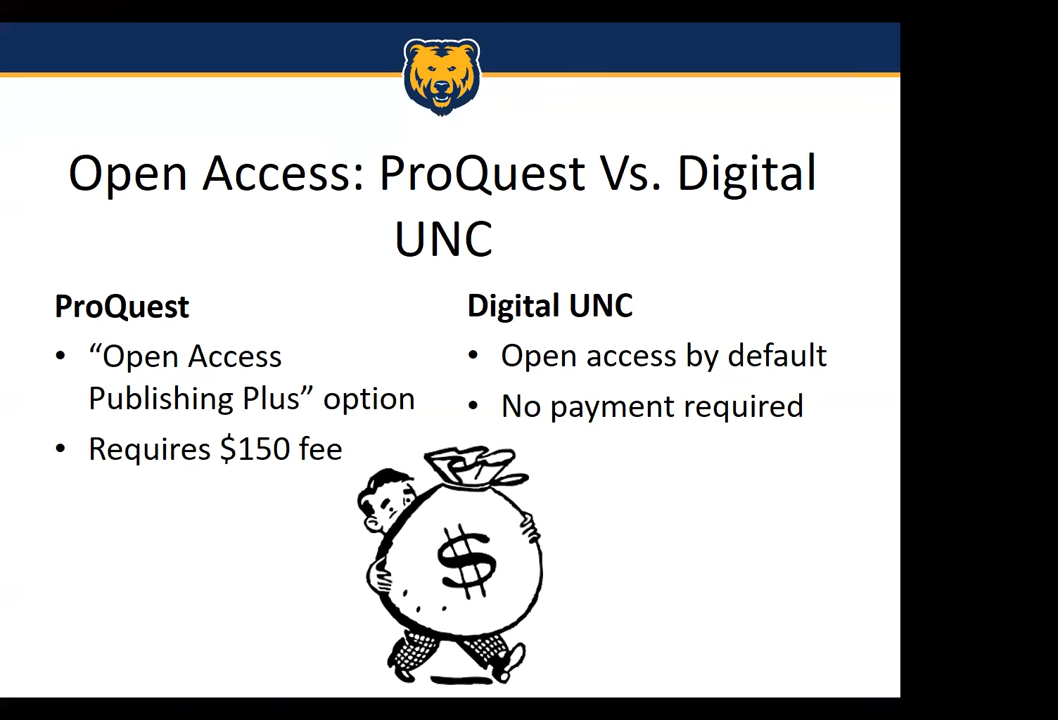 Open Access: ProQuest Vs. Digital
UNC
ProQuest
• “Open Access
Publishing Plus” option
• Requires $150 fee
Digital UNC
• Open access by default
• No payment required
$